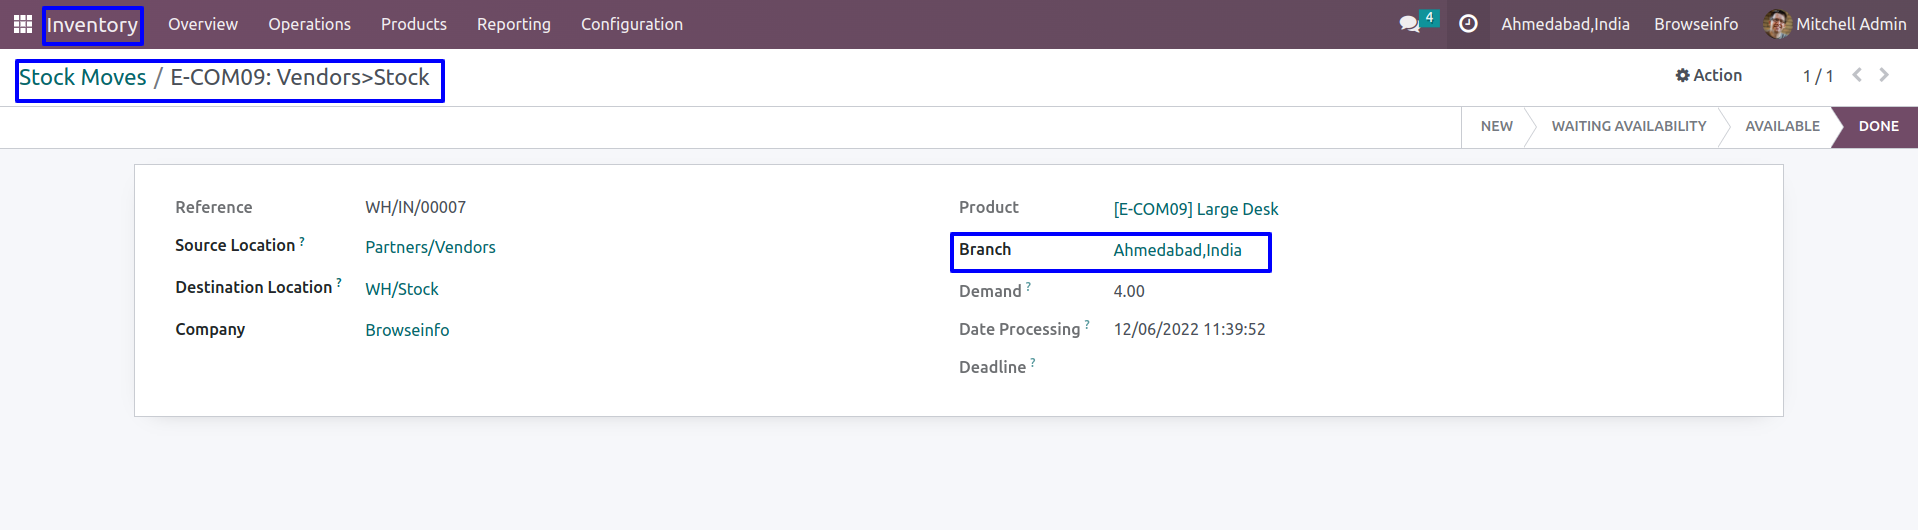 Inventory Overview Operations Products Reporting Configuration 4 Ahmedabad,India Browseinfo Mitchell Admin
Stock Moves / E-COM09: Vendors>Stock Action 1 / 1
NEW WAITING AVAILABILITY AVAILABLE DONE
Reference WH/IN/00007
Source Location ? Partners/Vendors
Destination Location ? WH/Stock
Company Browseinfo
Product [E-COM09] Large Desk
Branch Ahmedabad,India
Demand ? 4.00
Date Processing ? 12/06/2022 11:39:52
Deadline ?